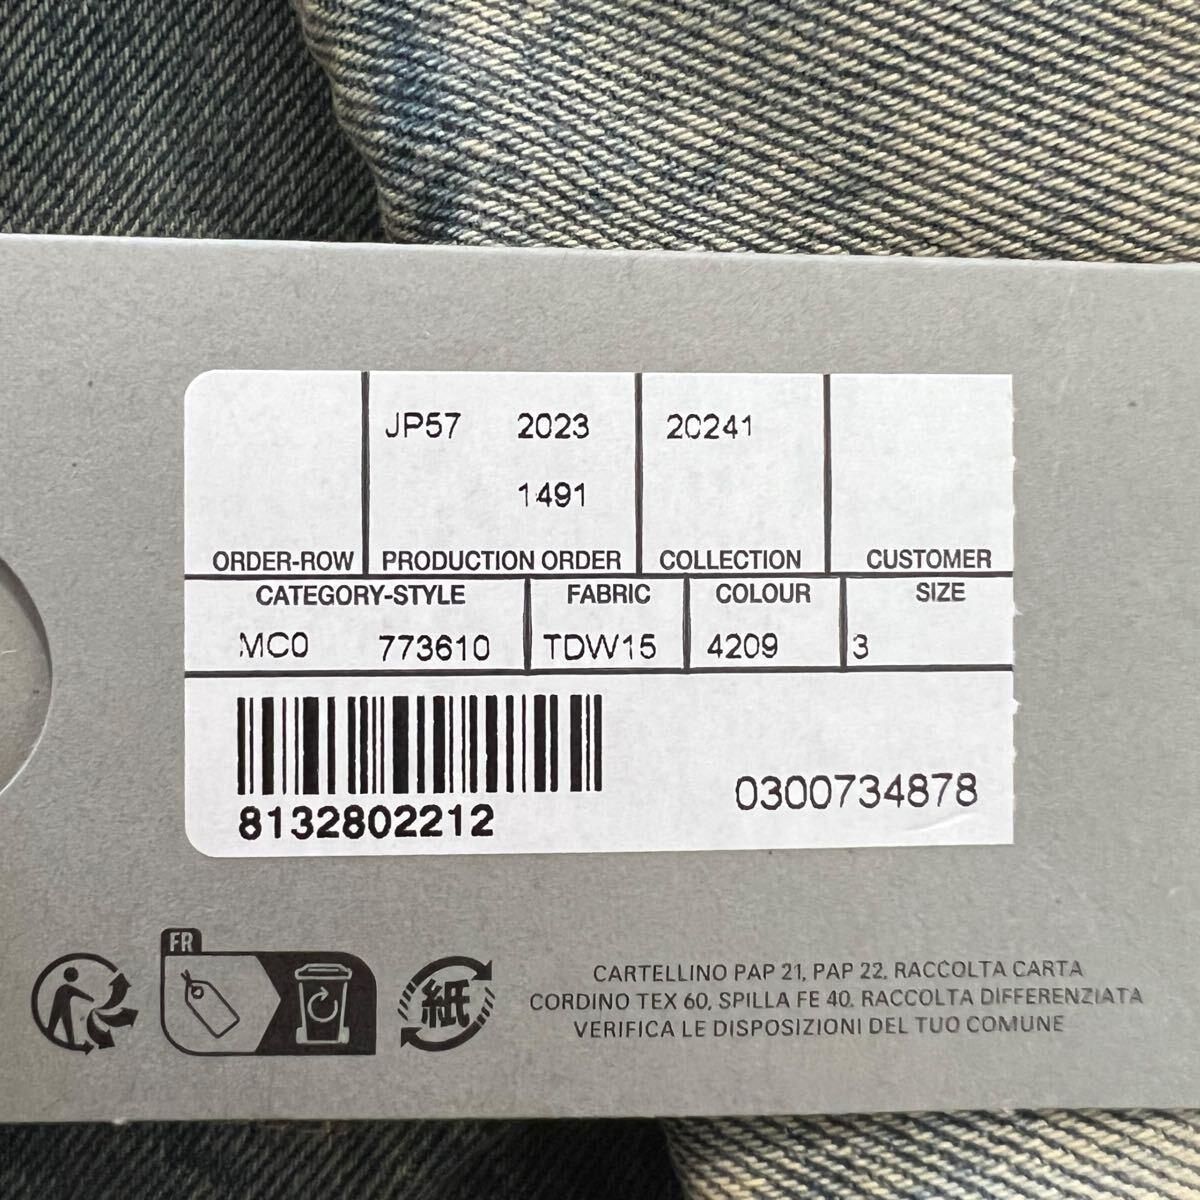 JP57 2023 20241
1491
ORDER-ROW PRODUCTION ORDER COLLECTION CUSTOMER
CATEGORY-STYLE FABRIC COLOUR SIZE
MC0 773610 TDW15 4209 3
8132802212
0300734878
FR
紙
CARTELLINO PAP 21, PAP 22. RACCOLTA CARTA
CORDINO TEX 60, SPILLA FE 40. RACCOLTA DIFFERENZIATA
VERIFICA LE DISPOSIZIONI DEL TUO COMUNE